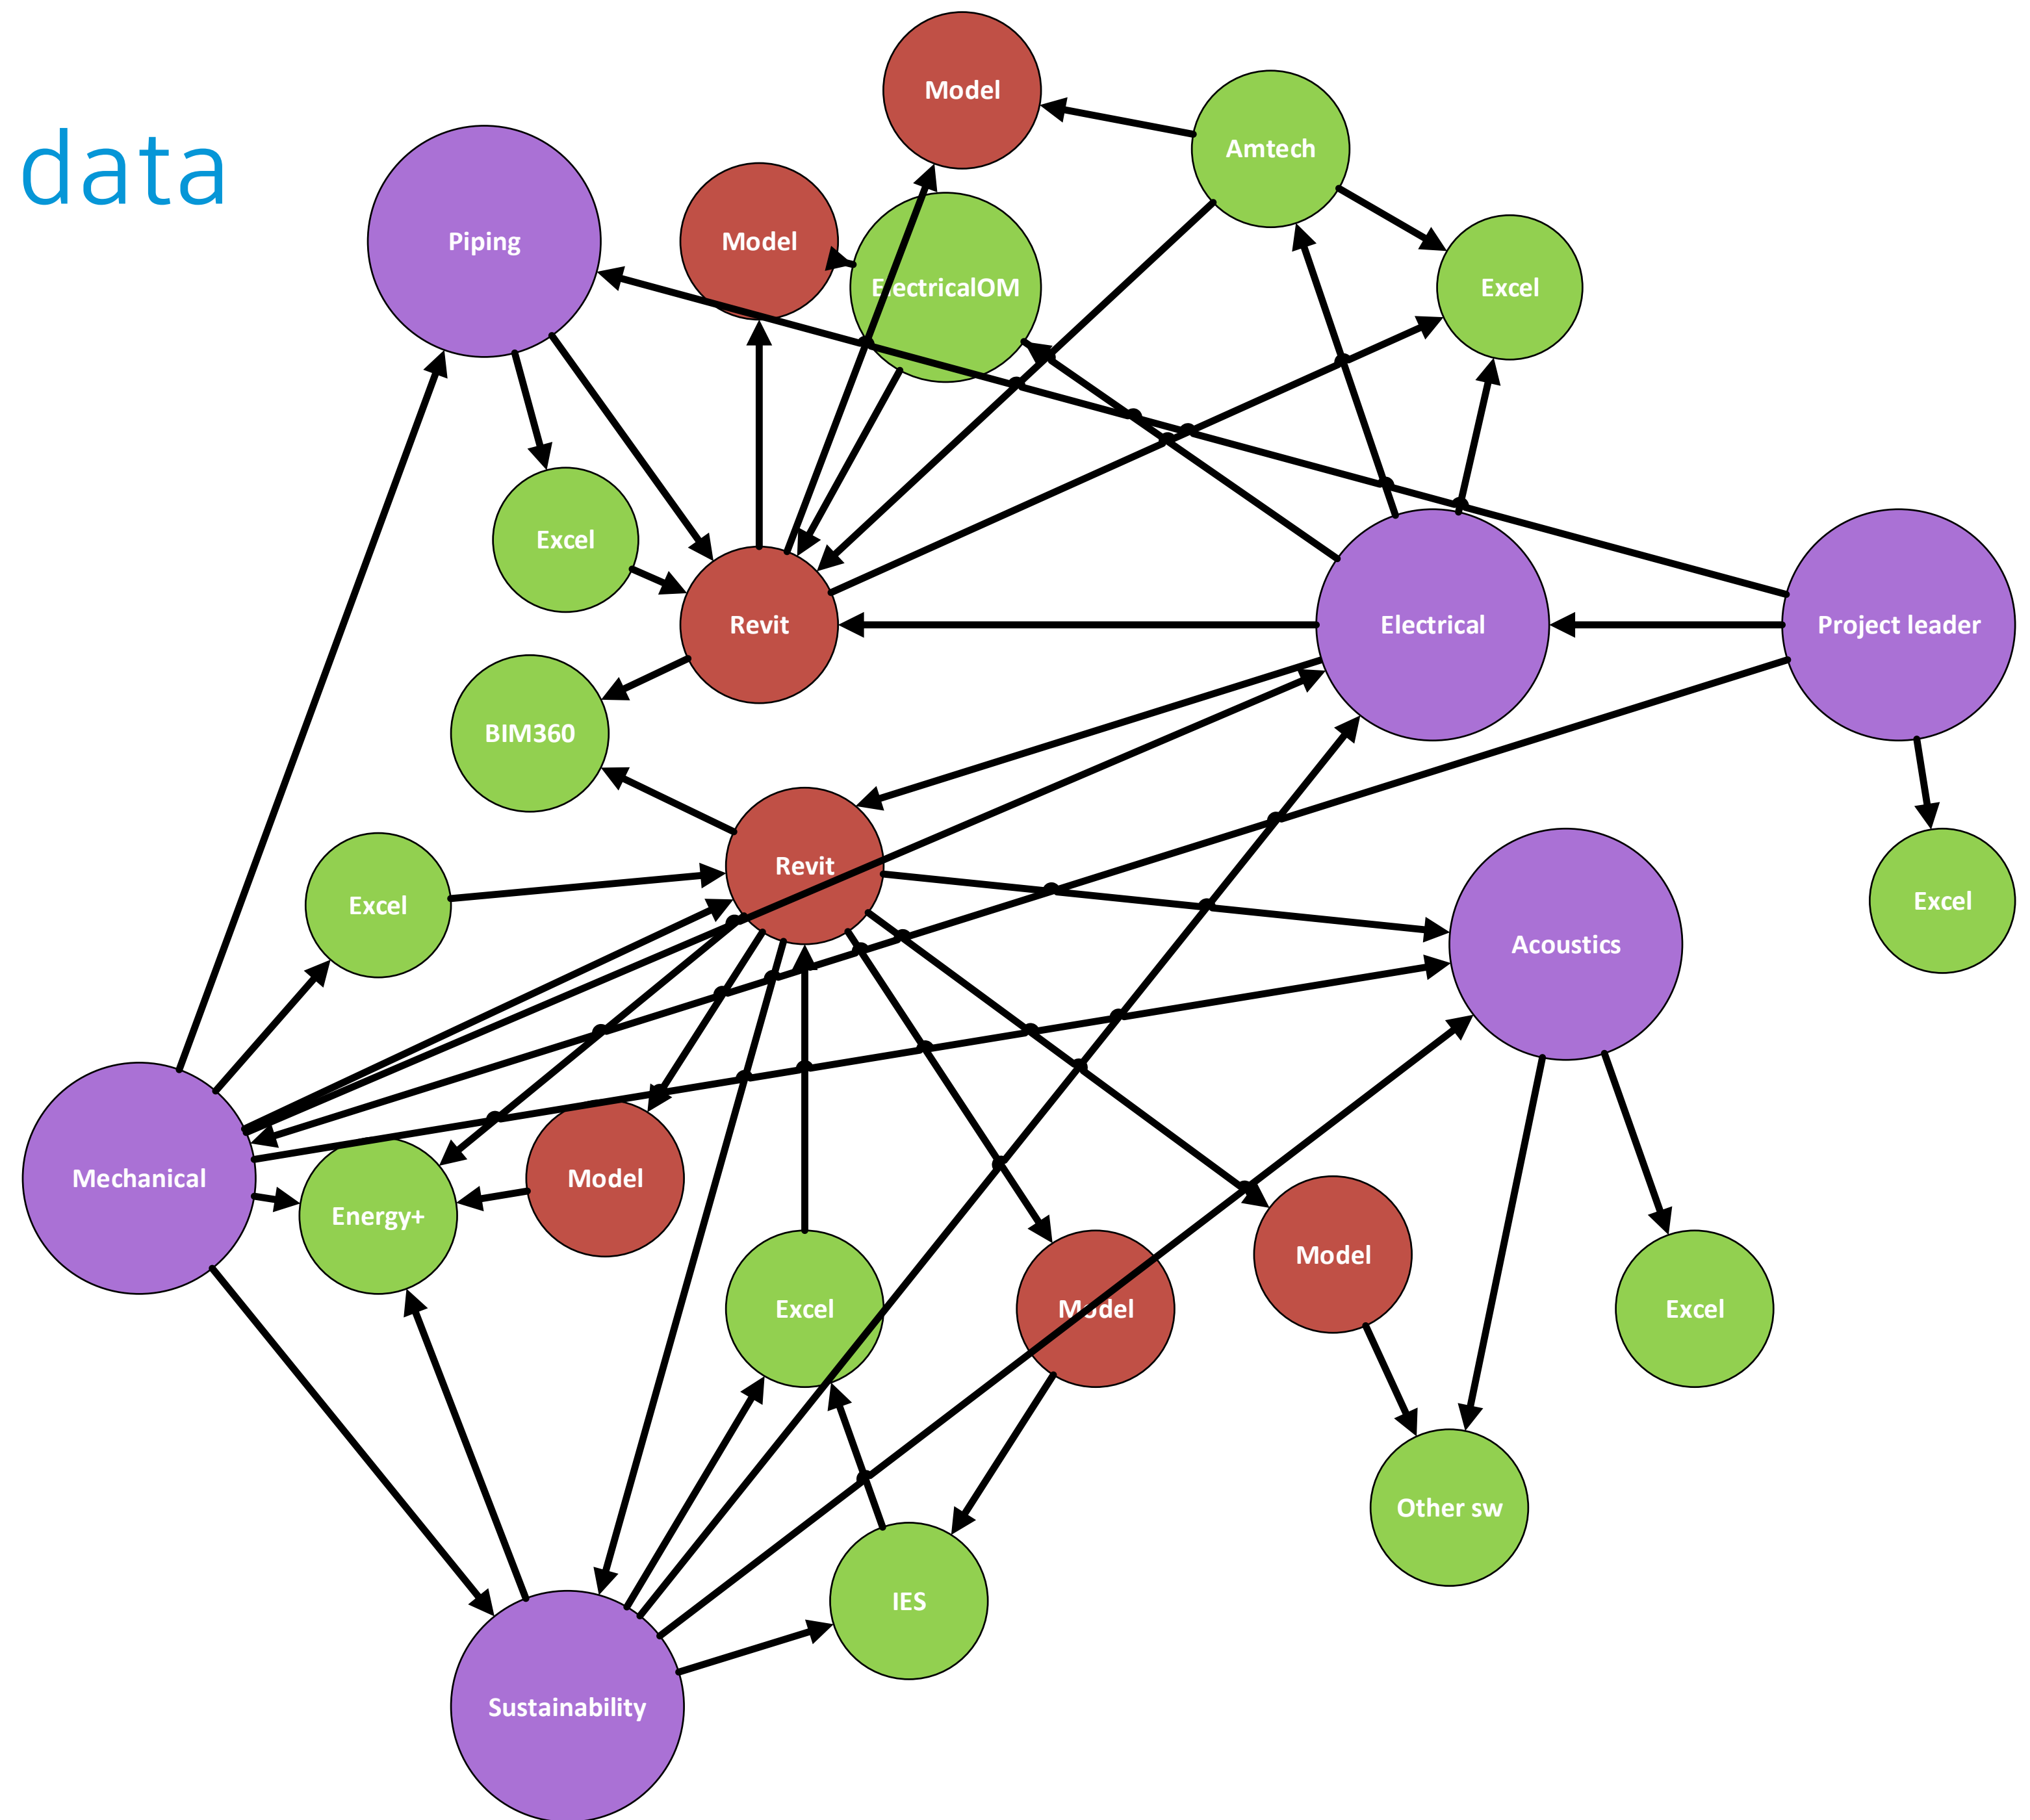 data
Model
Amtech
Piping
Model
ElectricalOM
Excel
Excel
Revit
Electrical
Project leader
BIM360
Revit
Excel
Excel
Acoustics
Mechanical
Model
Energy+
Model
Excel
Model
Excel
Other sw
IES
Sustainability